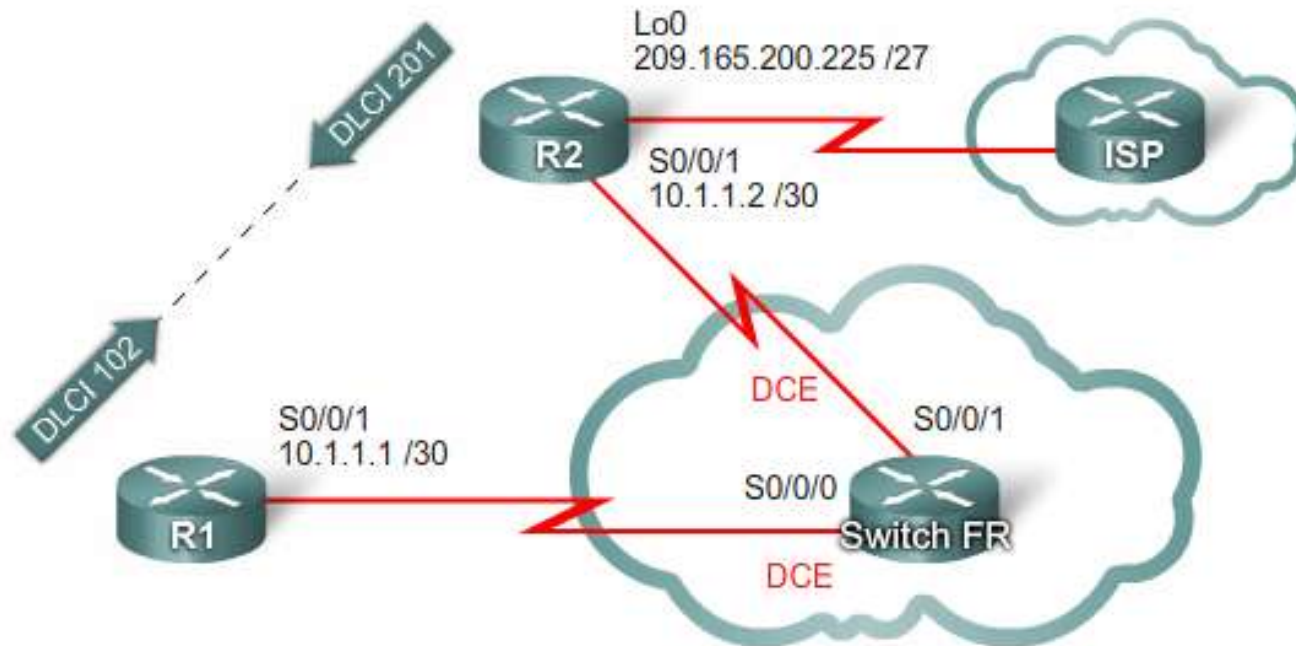 Lo0
209.165.200.225 /27
DLCI 201
R2
ISP
S0/0/1
10.1.1.2 /30
DLCI 102
DCE
S0/0/1
10.1.1.1 /30
S0/0/1
S0/0/0
R1
Switch FR
DCE